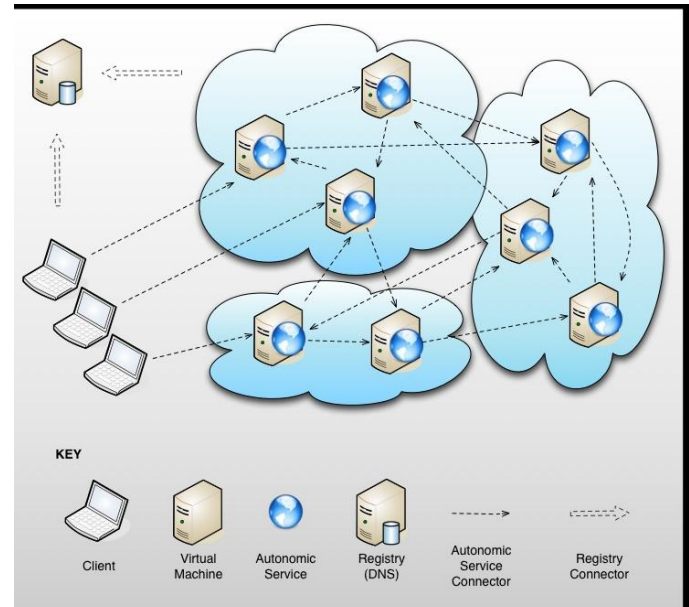 KEY
Client
Virtual
Machine
Autonomic
Service
Registry
(DNS)
Autonomic
Service
Connector
Registry
Connector